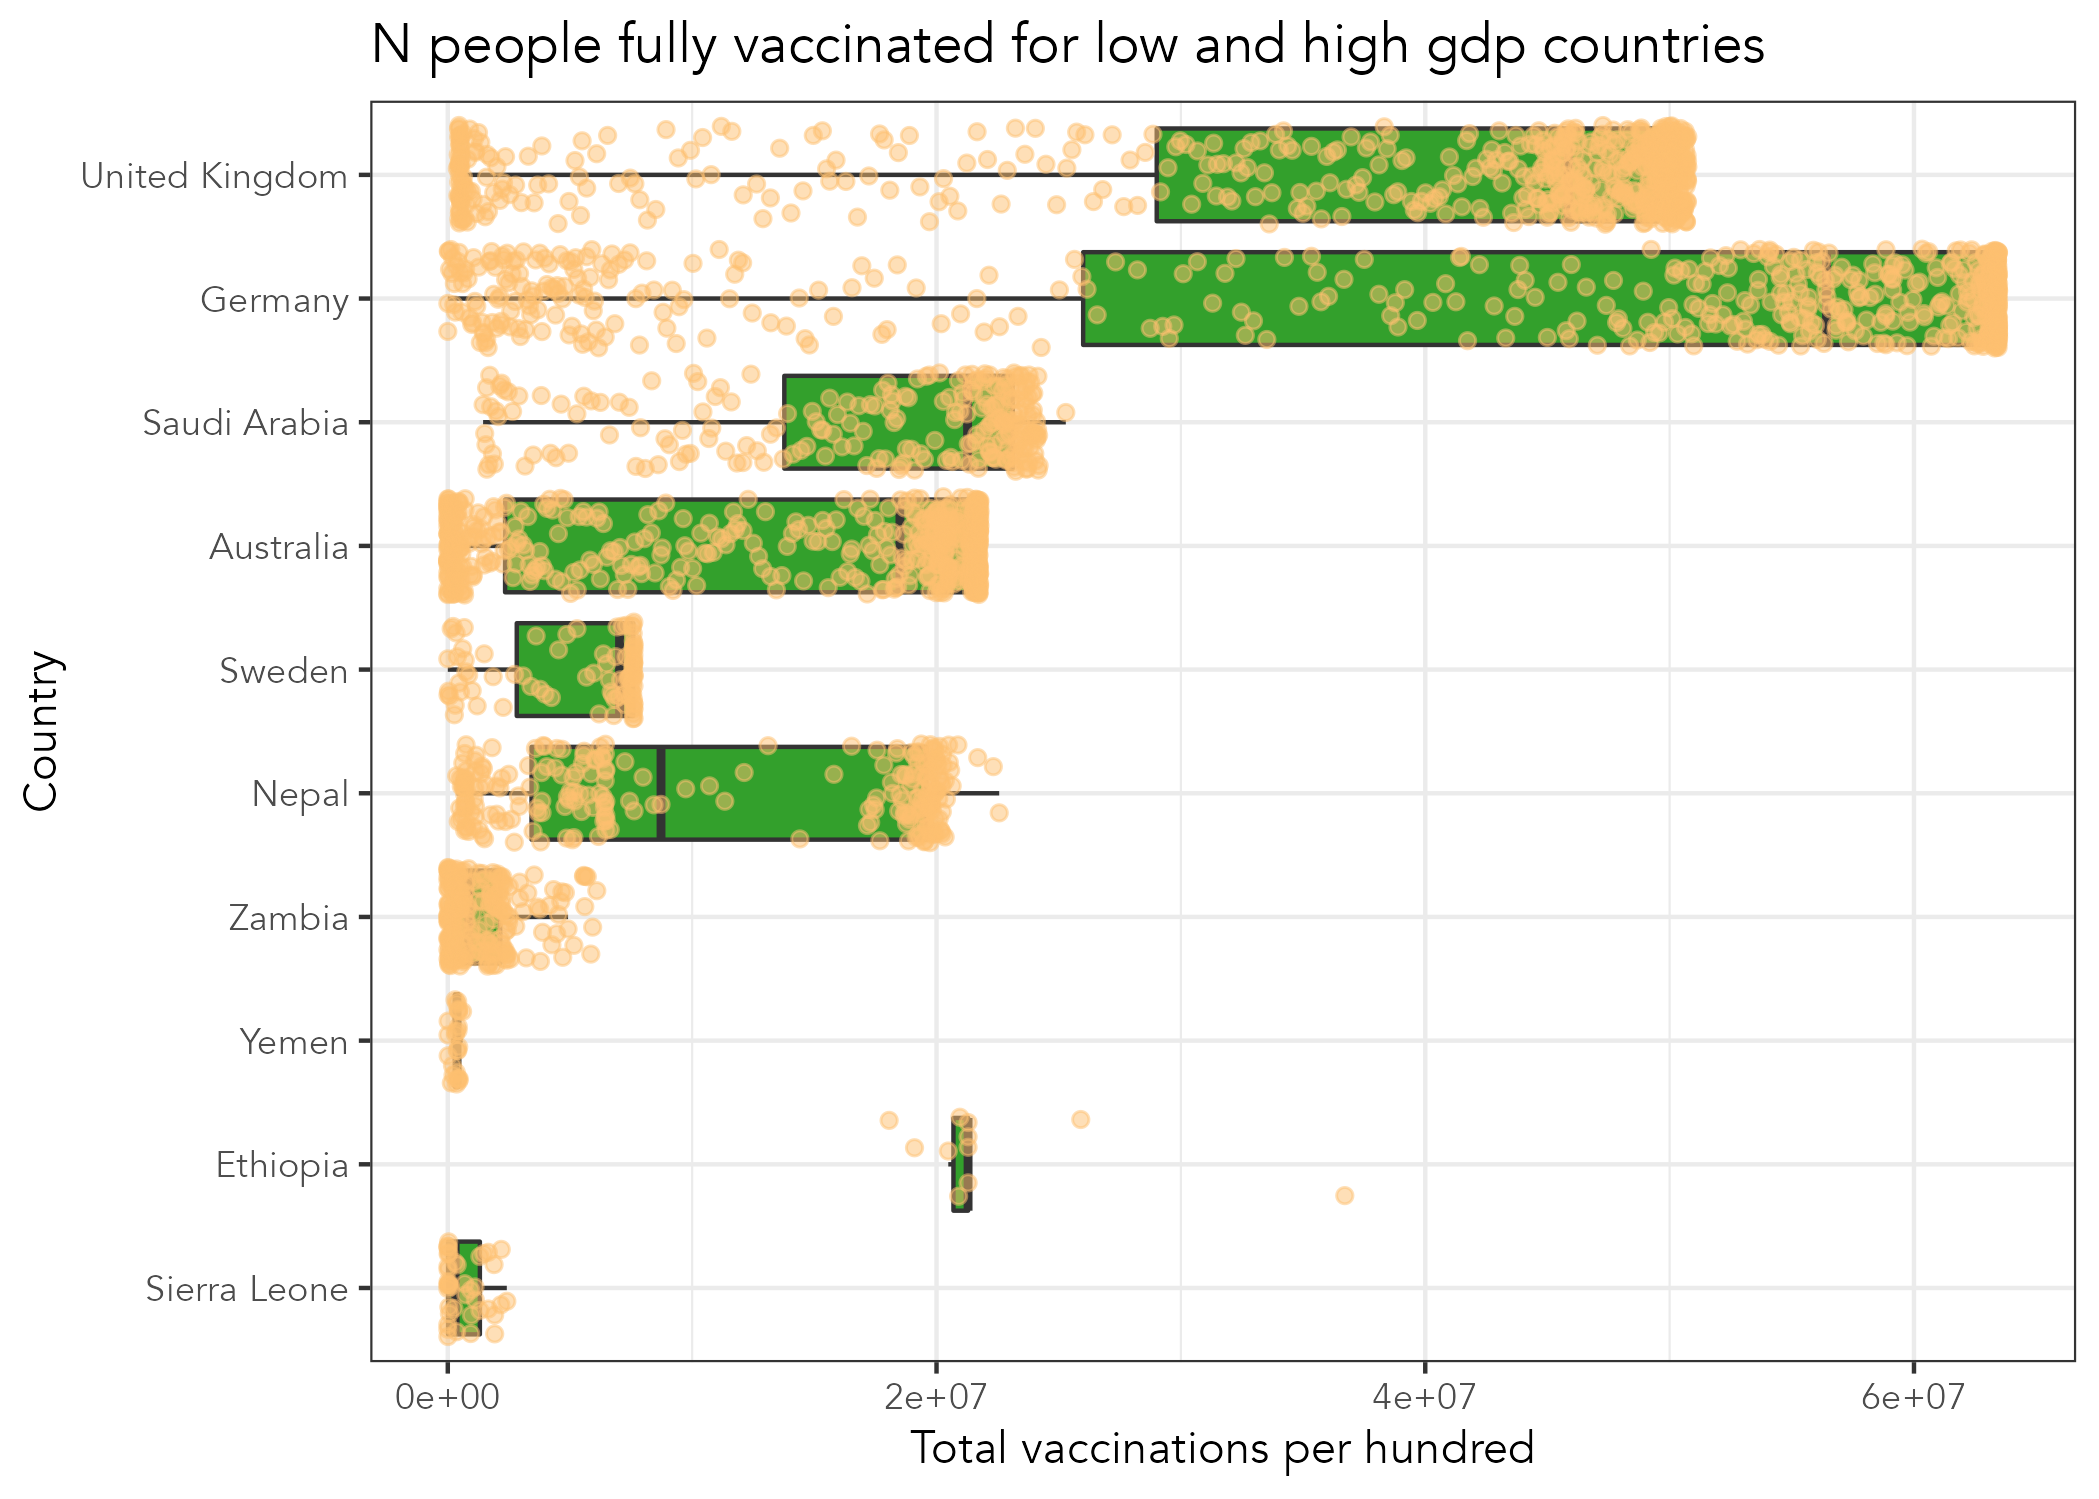 N people fully vaccinated for low and high gdp countries
United Kingdom
Germany
Saudi Arabia
Australia
Sweden
Nepal
Zambia
Yemen
Ethiopia
Sierra Leone
Country
0e+00 2e+07 4e+07 6e+07
Total vaccinations per hundred